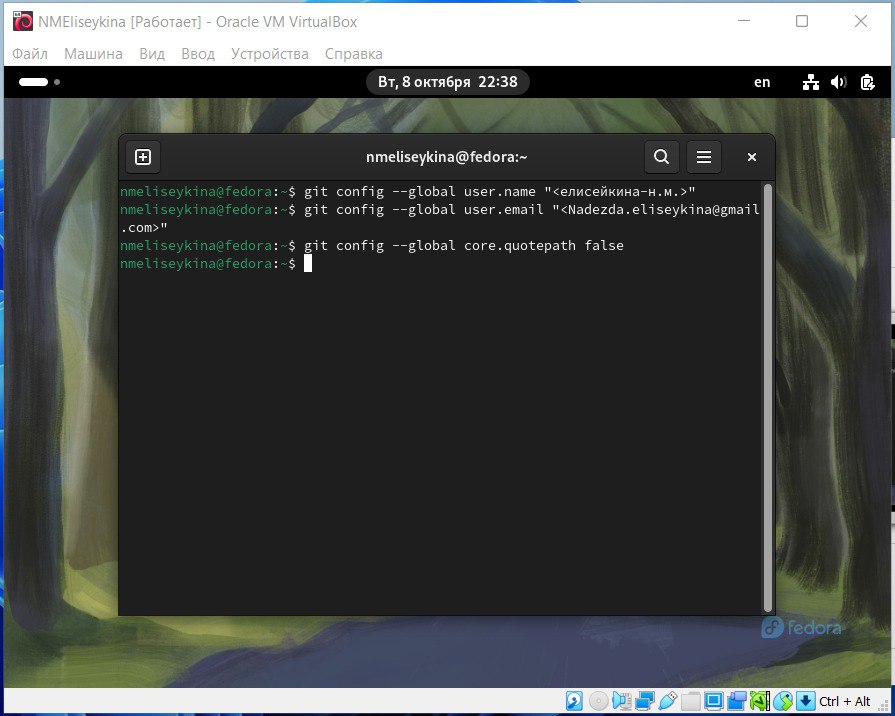 NMEliseykina [Работает] - Oracle VM VirtualBox
Файл Машина Вид Ввод Устройства Справка
Вт, 8 октября 22:38 en
nmeliseykina@fedora:~
nmeliseykina@fedora:~$ git config --global user.name "<елисейкина-н.м.>"
nmeliseykina@fedora:~$ git config --global user.email "<Nadezda.eliseykina@gmail
.com>"
nmeliseykina@fedora:~$ git config --global core.quotepath false
nmeliseykina@fedora:~$
fedora
Ctrl + Alt